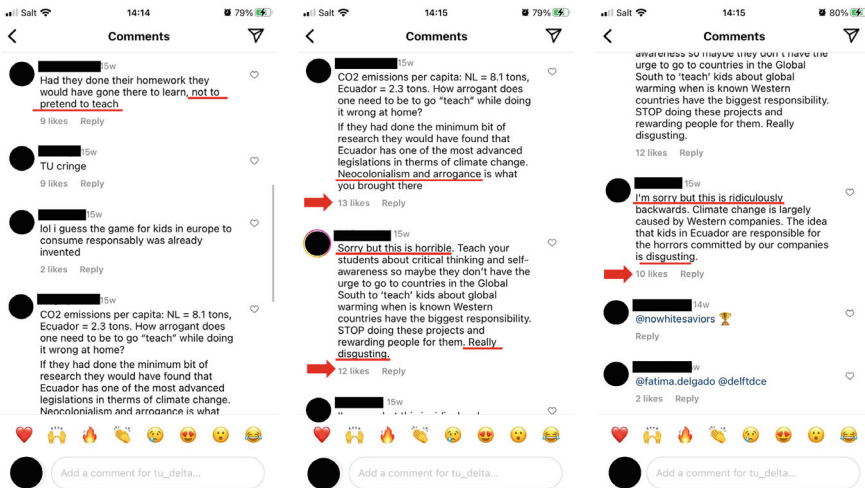 Salt
14:14
79%
Comments
15w
Had they done their homework they
would have gone there to learn, not to
pretend to teach
9 likes Reply
15w
TU cringe
9 likes Reply
15w
lol i guess the game for kids in europe to
consume responsably was already
invented
2 likes Reply
15w
CO2 emissions per capita: NL = 8.1 tons,
Ecuador = 2.3 tons. How arrogant does
one need to be to go “teach” while doing
it wrong at home?
If they had done the minimum bit of
research they would have found that
Ecuador has one of the most advanced
legislations in therms of climate change.
Neocolonialism and arrogance is what
Add a comment for tu_delta...
Salt
14:15
79%
Comments
15w
CO2 emissions per capita: NL = 8.1 tons,
Ecuador = 2.3 tons. How arrogant does
one need to be to go “teach” while doing
it wrong at home?
If they had done the minimum bit of
research they would have found that
Ecuador has one of the most advanced
legislations in therms of climate change.
Neocolonialism and arrogance is what
you brought there
13 likes Reply
15w
Sorry but this is horrible. Teach your
students about critical thinking and self-
awareness so maybe they don’t have the
urge to go to countries in the Global
South to ‘teach’ kids about global
warming when is known Western
countries have the biggest responsibility.
STOP doing these projects and
rewarding people for them. Really
disgusting.
12 likes Reply
15w
Add a comment for tu_delta...
Salt
14:15
80%
Comments
awareness so maybe they don’t have the
urge to go to countries in the Global
South to ‘teach’ kids about global
warming when is known Western
countries have the biggest responsibility.
STOP doing these projects and
rewarding people for them. Really
disgusting.
12 likes Reply
15w
I'm sorry but this is ridiculously
backwards. Climate change is largely
caused by Western companies. The idea
that kids in Ecuador are responsible for
the horrors committed by our companies
is disgusting.
10 likes Reply
14w
@nowhitesaviors 🏆
Reply
w
@fatima.delgado @delftdce
2 likes Reply
Add a comment for tu_delta...